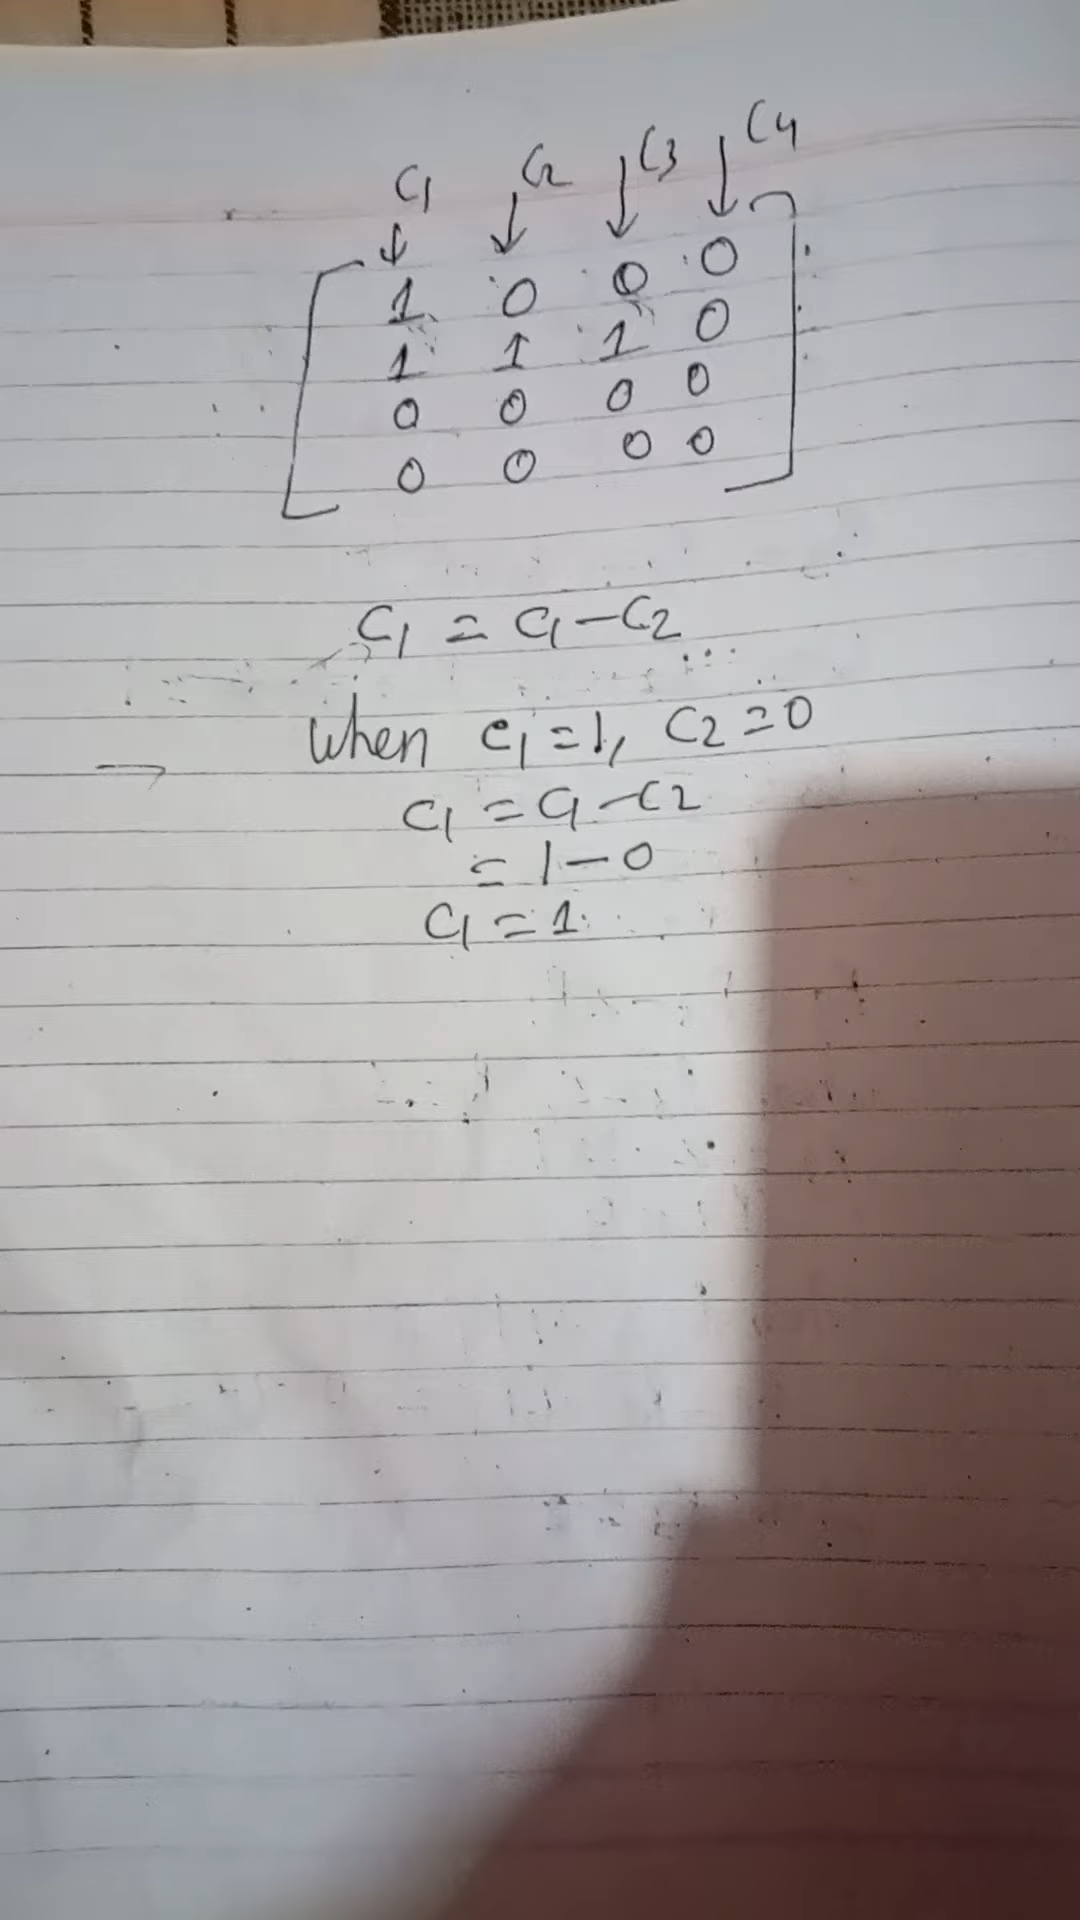 C1 C2 C3 C4
1 0 0 0
1 1 1 0
0 0 0 0
0 0 0 0
C1 = C1 - C2
→ When C1 = 1, C2 = 0
C1 = C1 - C2
= 1 - 0
C1 = 1